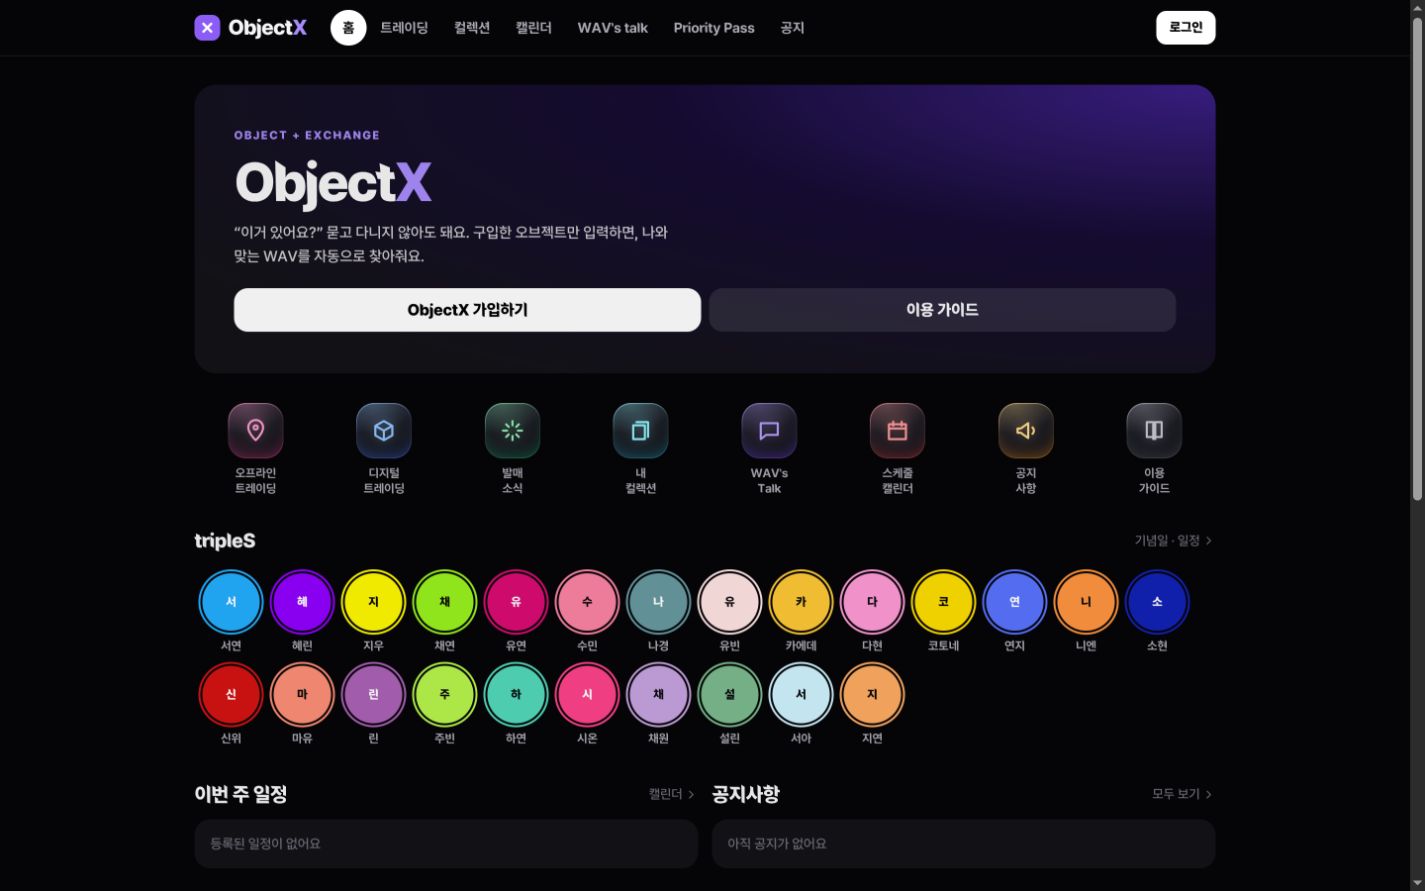 ObjectX
홈
트레이딩
컬렉션
캘린더
WAV's talk
Priority Pass
공지
로그인
OBJECT + EXCHANGE
ObjectX
“이거 있어요?” 묻고 다니지 않아도 돼요. 구입한 오브젝트만 입력하면, 나와
맞는 WAV를 자동으로 찾아줘요.
ObjectX 가입하기
이용 가이드
오프라인
트레이딩
디지털
트레이딩
발매
소식
내
컬렉션
WAV's
Talk
스케줄
캘린더
공지
사항
이용
가이드
tripleS
기념일 · 일정
서
혜
지
채
유
수
나
유
카
다
코
연
니
소
서연
혜린
지우
채연
유연
수민
나경
유빈
카에데
다현
코토네
연지
니엔
소현
신
마
린
주
하
시
채
설
서
지
신위
마유
린
주빈
하연
시온
채원
설린
서아
지연
이번 주 일정
캘린더
공지사항
모두 보기
등록된 일정이 없어요
아직 공지가 없어요